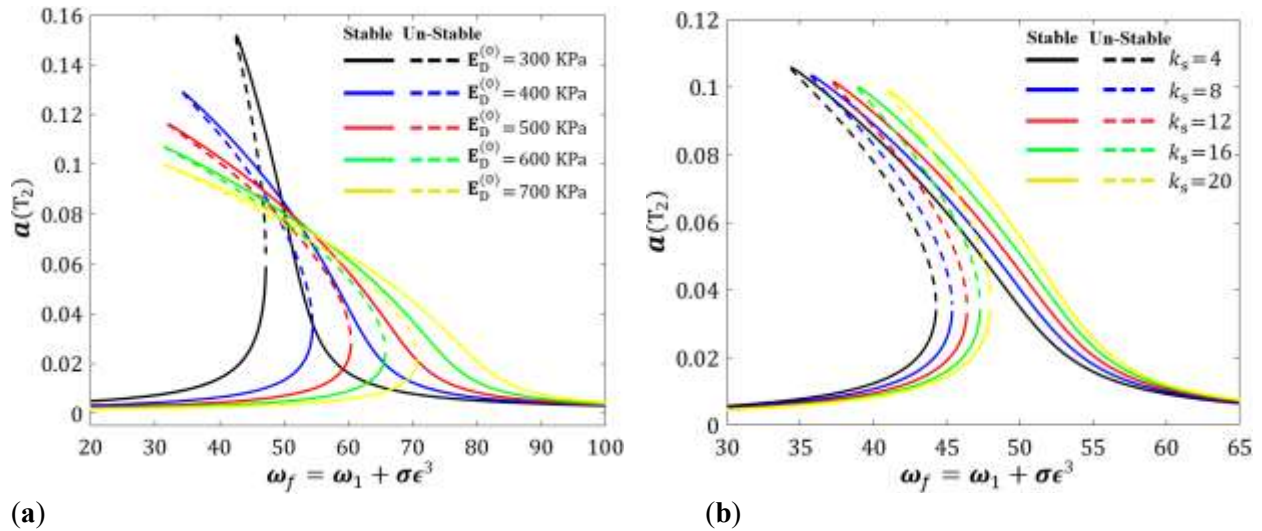 0.16
0.14
0.12
0.1
0.08
0.06
0.04
0.02
0
a(T₂)
20 30 40 50 60 70 80 90 100
ω_f = ω₁ + σϵ³
Stable Un-Stable
E_D^(0) = 300 KPa
E_D^(0) = 400 KPa
E_D^(0) = 500 KPa
E_D^(0) = 600 KPa
E_D^(0) = 700 KPa
(a)
0.12
0.1
0.08
0.06
0.04
0.02
0
a(T₂)
30 35 40 45 50 55 60 65
ω_f = ω₁ + σϵ³
Stable Un-Stable
k_s=4
k_s=8
k_s=12
k_s=16
k_s=20
(b)